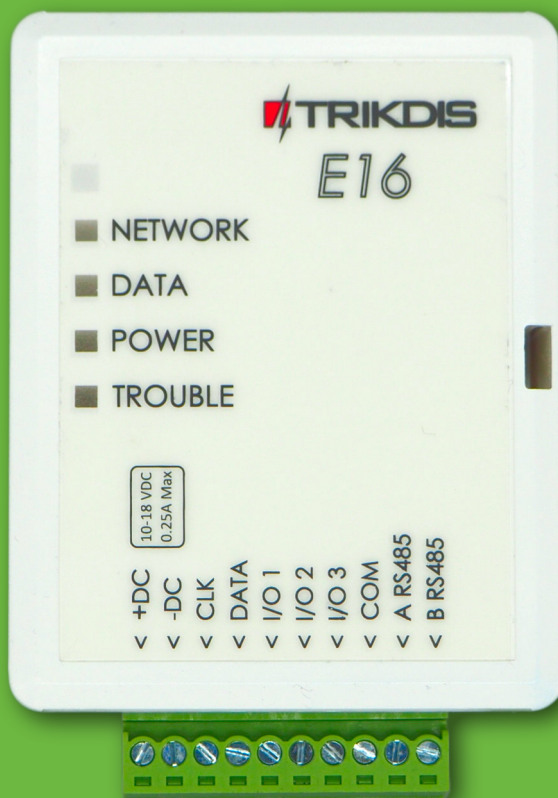 TRIKDIS
E16
NETWORK
DATA
POWER
TROUBLE
10-18 VDC
0.25A Max
< +DC
< -DC
< CLK
< DATA
< I/O 1
< I/O 2
< I/O 3
< COM
< A RS485
< B RS485